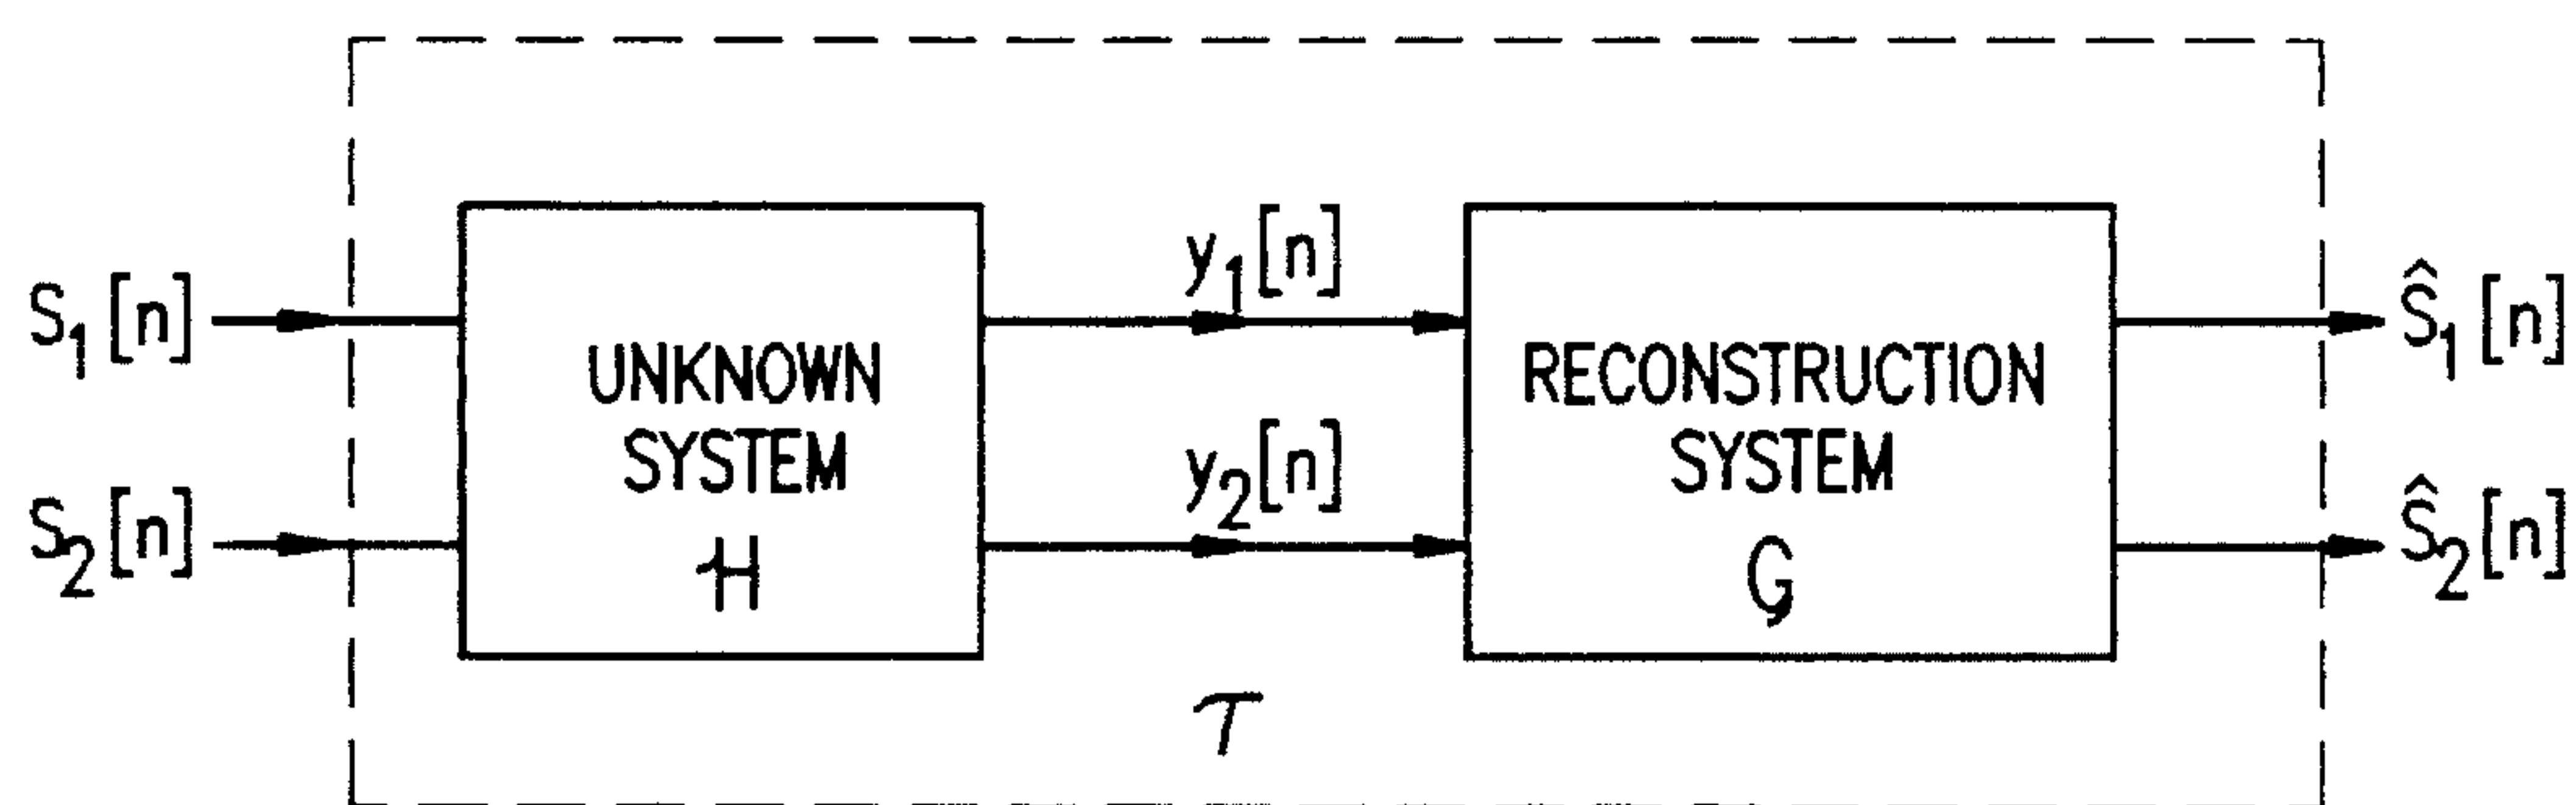 S₁[n]
S₂[n]
UNKNOWN
SYSTEM
H
y₁[n]
y₂[n]
RECONSTRUCTION
SYSTEM
G
Ŝ₁[n]
Ŝ₂[n]
T